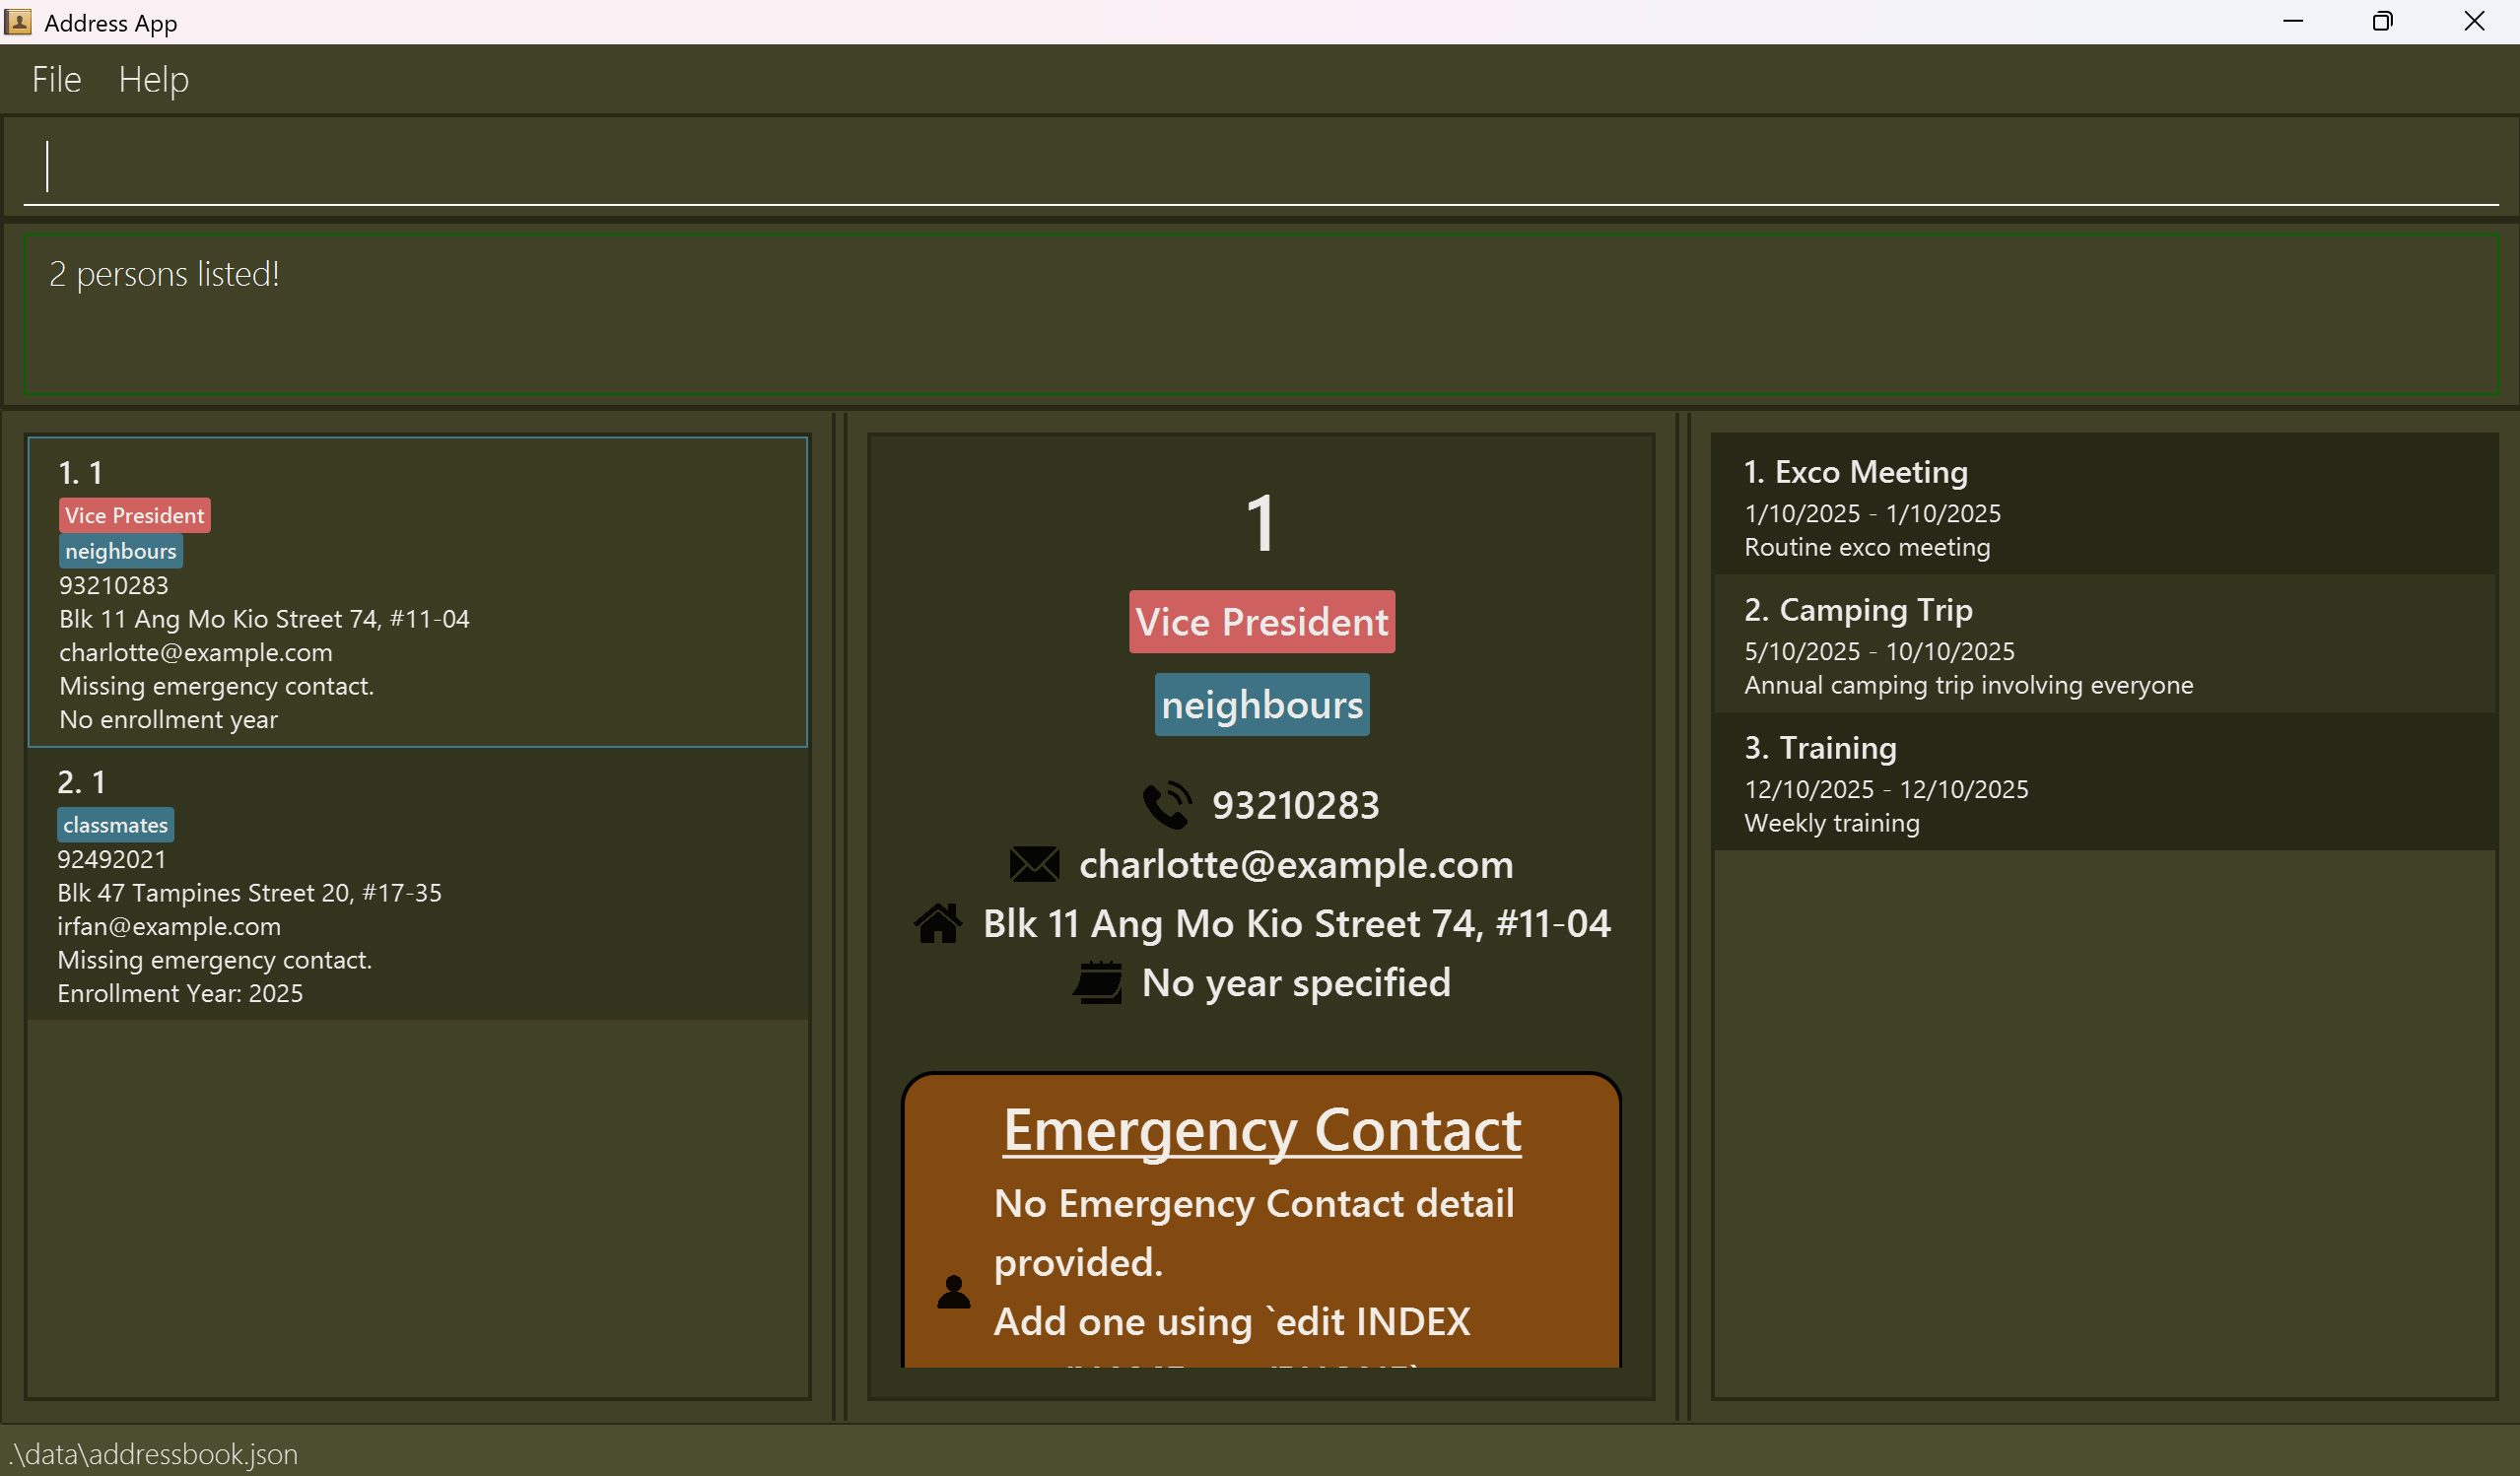 Address App
File Help
2 persons listed!
1. 1
Vice President
neighbours
93210283
Blk 11 Ang Mo Kio Street 74, #11-04
charlotte@example.com
Missing emergency contact.
No enrollment year
2. 1
classmates
92492021
Blk 47 Tampines Street 20, #17-35
irfan@example.com
Missing emergency contact.
Enrollment Year: 2025
1
Vice President
neighbours
93210283
charlotte@example.com
Blk 11 Ang Mo Kio Street 74, #11-04
No year specified
Emergency Contact
No Emergency Contact detail
provided.
Add one using `edit INDEX
1. Exco Meeting
1/10/2025 - 1/10/2025
Routine exco meeting
2. Camping Trip
5/10/2025 - 10/10/2025
Annual camping trip involving everyone
3. Training
12/10/2025 - 12/10/2025
Weekly training
.\data\addressbook.json